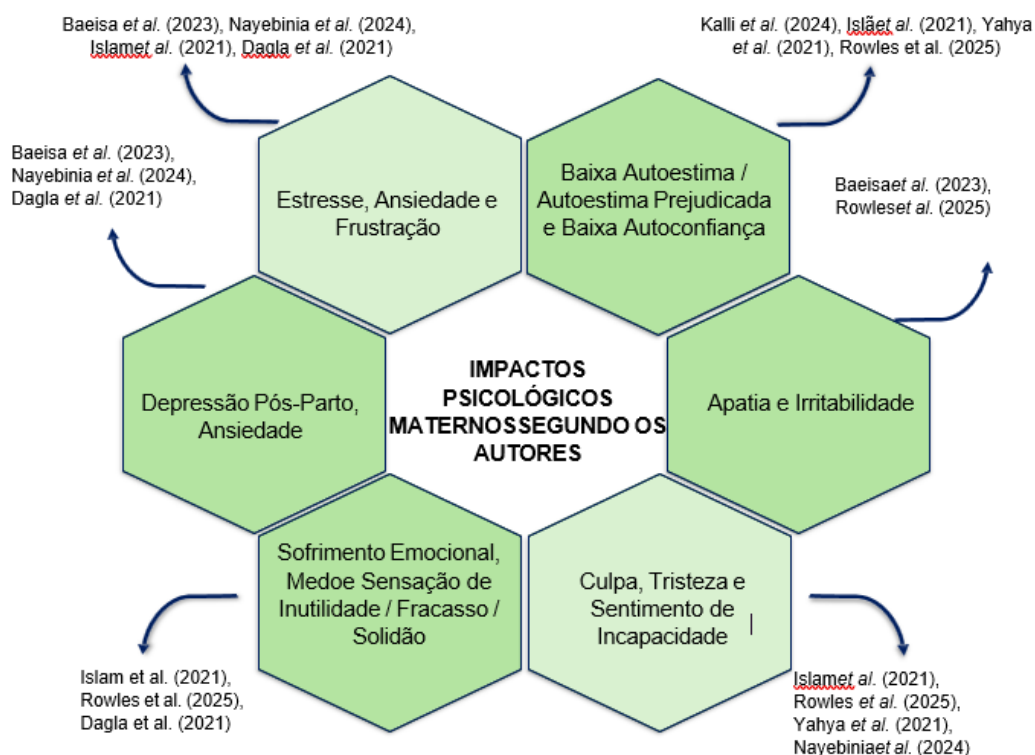 Baeisa et al. (2023), Nayebinia et al. (2024),
Islamet al. (2021), Dagla et al. (2021)
Kalli et al. (2024), Islãet al. (2021), Yahya
et al. (2021), Rowles et al. (2025)
Baeisa et al. (2023),
Nayebinia et al. (2024),
Dagla et al. (2021)
Estresse, Ansiedade e
Frustração
Baixa Autoestima /
Autoestima Prejudicada
e Baixa Autoconfiança
Baeisaet al. (2023),
Rowleset al. (2025)
Depressão Pós-Parto,
Ansiedade
IMPACTOS
PSICOLÓGICOS
MATERNOSSEGUNDO OS
AUTORES
Apatia e Irritabilidade
Sofrimento Emocional,
Medoe Sensação de
Inutilidade / Fracasso /
Solidão
Culpa, Tristeza e
Sentimento de
Incapacidade
Islam et al. (2021),
Rowles et al. (2025),
Dagla et al. (2021)
Islamet al. (2021),
Rowles et al. (2025),
Yahya et al. (2021),
Nayebiniaet al. (2024)